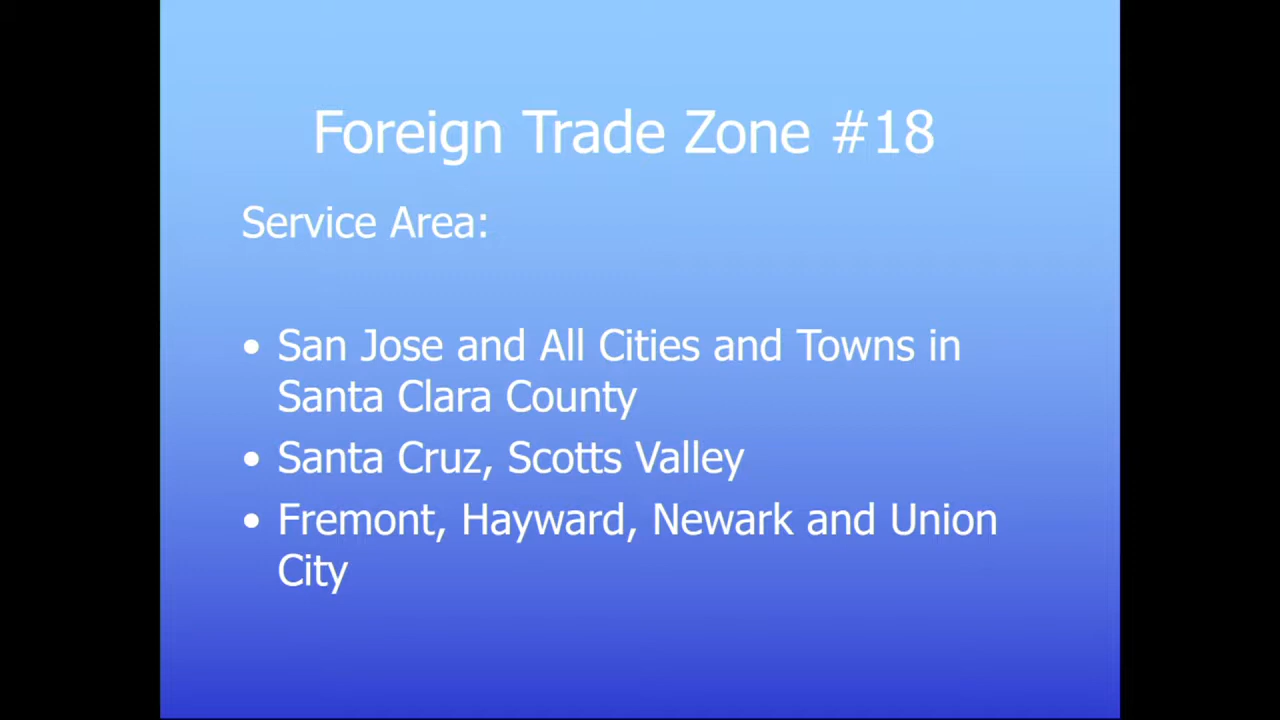 Foreign Trade Zone #18
Service Area:
• San Jose and All Cities and Towns in
Santa Clara County
• Santa Cruz, Scotts Valley
• Fremont, Hayward, Newark and Union
City